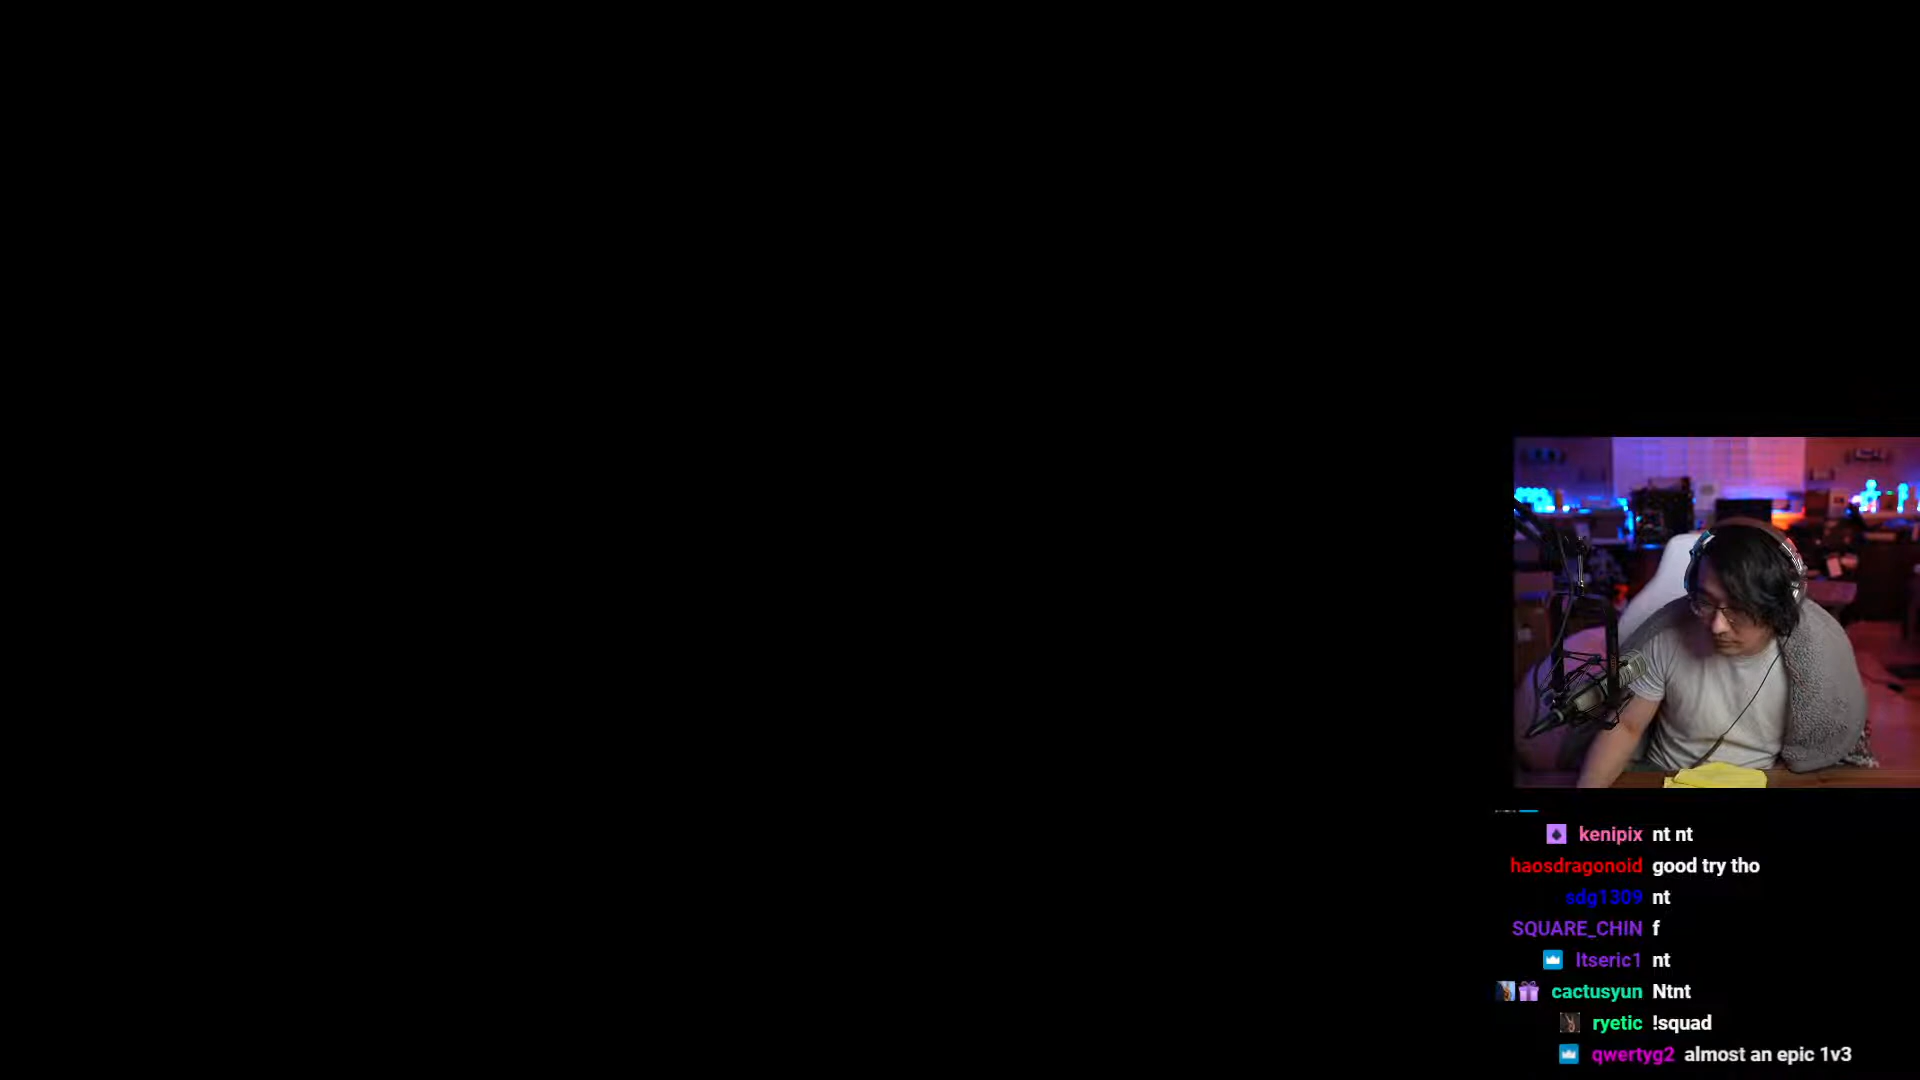 kenipix nt nt
haosdragonoid good try tho
sdg1309 nt
SQUARE_CHIN f
Itseric1 nt
cactusyun Ntnt
ryetic !squad
qwertyg2 almost an epic 1v3